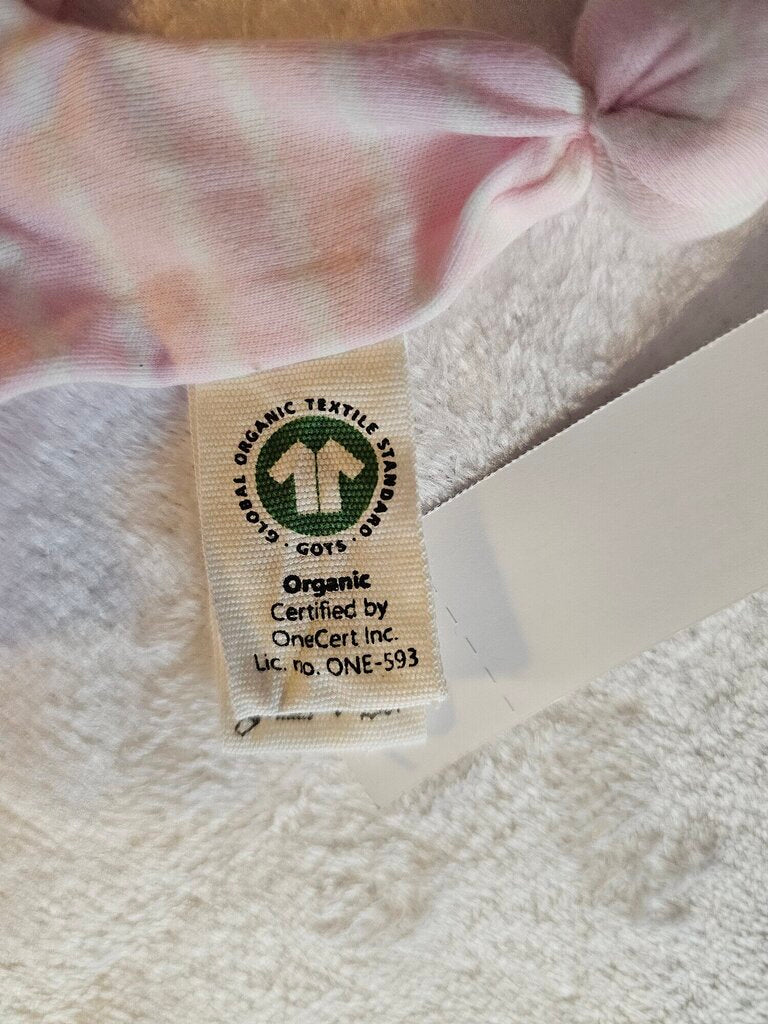 GLOBAL ORGANIC TEXTILE STANDARD
· GOTS ·
Organic
Certified by
OneCert Inc.
Lic. no. ONE-593